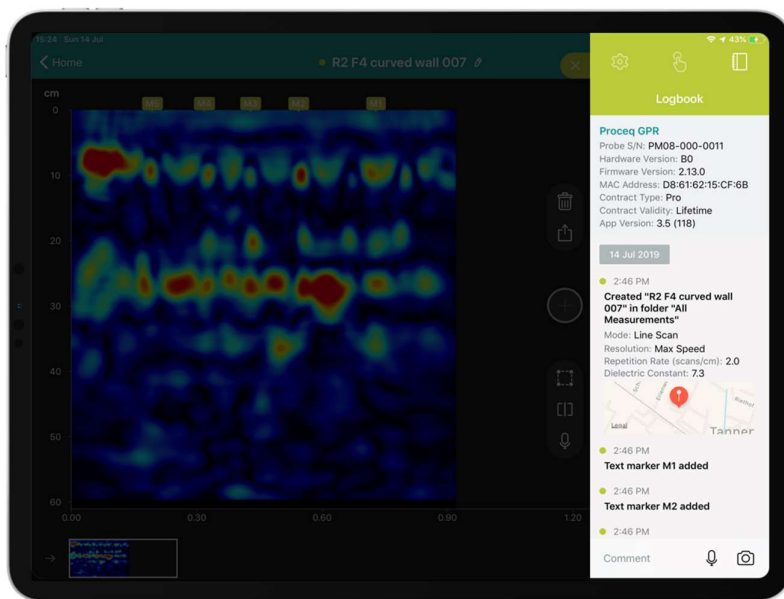 15:24 Sun 14 Jul
43%
Home
R2 F4 curved wall 007
Logbook
cm
M5 M4 M3 M2 M1
0
10
20
30
40
50
60
0.00 0.30 0.60 0.90 1.20
Proceq GPR
Probe S/N: PM08-000-0011
Hardware Version: B0
Firmware Version: 2.13.0
MAC Address: D8:61:62:15:CF:6B
Contract Type: Pro
Contract Validity: Lifetime
App Version: 3.5 (118)
14 Jul 2019
2:46 PM
Created "R2 F4 curved wall
007" in folder "All
Measurements"
Mode: Line Scan
Resolution: Max Speed
Repetition Rate (scans/cm): 2.0
Dielectric Constant: 7.3
Riethof
Legal
Tanner
2:46 PM
Text marker M1 added
2:46 PM
Text marker M2 added
2:46 PM
Comment